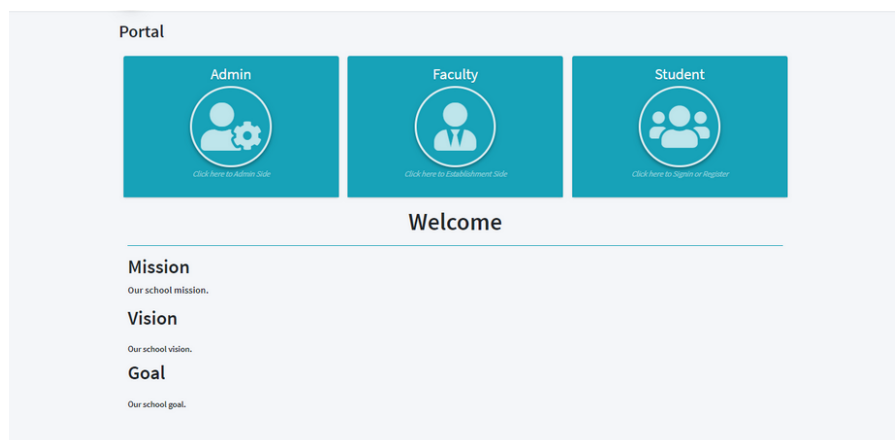 Portal
Admin
Click here to Admin Side
Faculty
Click here to Establishment Side
Student
Click here to Signin or Register
Welcome
Mission
Our school mission.
Vision
Our school vision.
Goal
Our school goal.